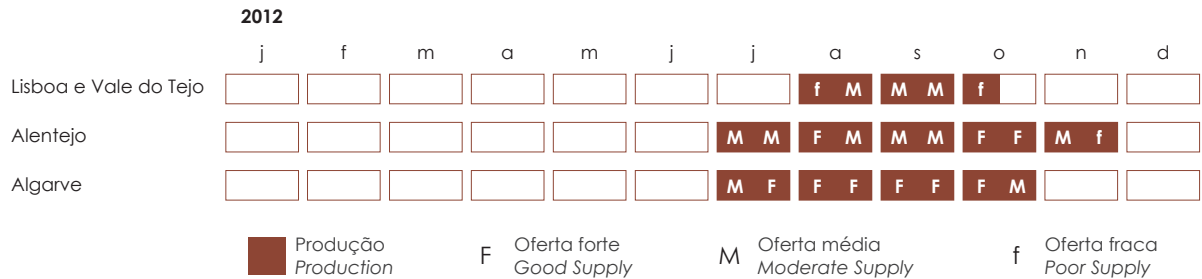 2012
j f m a m j j a s o n d
Lisboa e Vale do Tejo f M M M f
Alentejo M M F M M M F F M f
Algarve M F F F F F F M
Produção F Oferta forte M Oferta média f Oferta fraca
Production Good Supply Moderate Supply Poor Supply